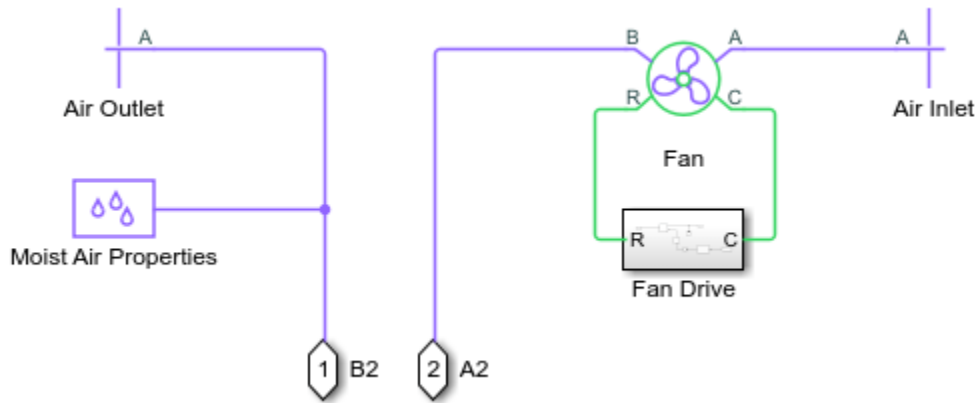 A
B
A
A
Air Outlet
R
C
Air Inlet
Fan
Moist Air Properties
R
C
Fan Drive
1
B2
2
A2